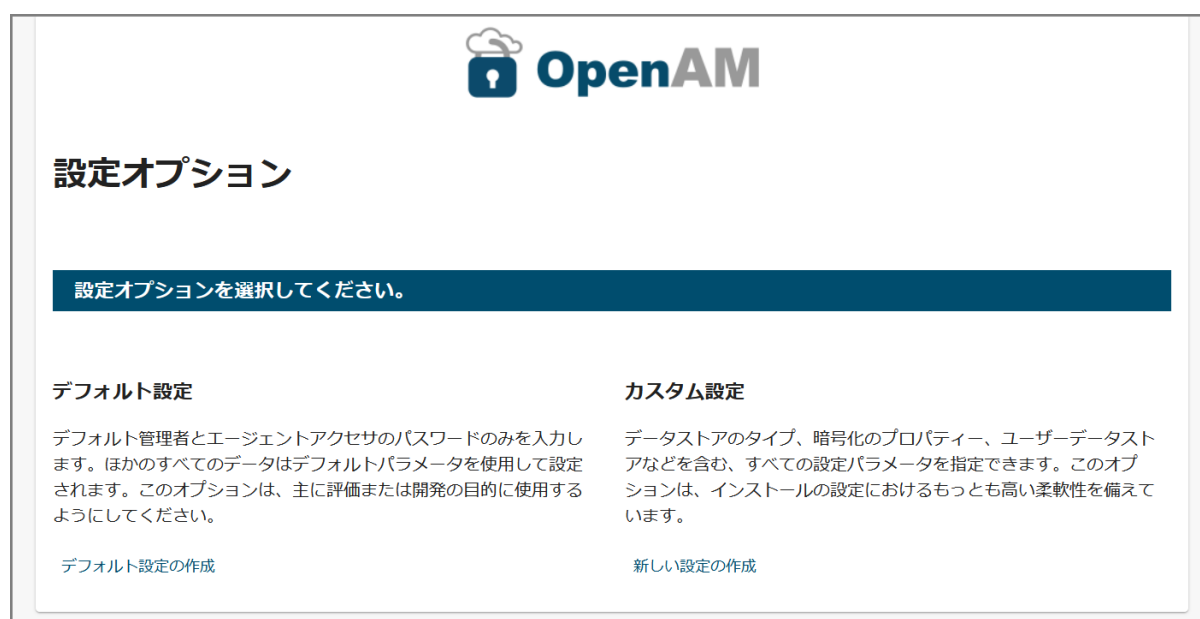 OpenAM
設定オプション
設定オプションを選択してください。
デフォルト設定
デフォルト管理者とエージェントアクセサのパスワードのみを入力し
ます。ほかのすべてのデータはデフォルトパラメータを使用して設定
されます。このオプションは、主に評価または開発の目的に使用する
ようにしてください。
デフォルト設定の作成
カスタム設定
データストアのタイプ、暗号化のプロパティー、ユーザーデータスト
アなどを含む、すべての設定パラメータを指定できます。このオプ
ションは、インストールの設定におけるもっとも高い柔軟性を備えて
います。
新しい設定の作成